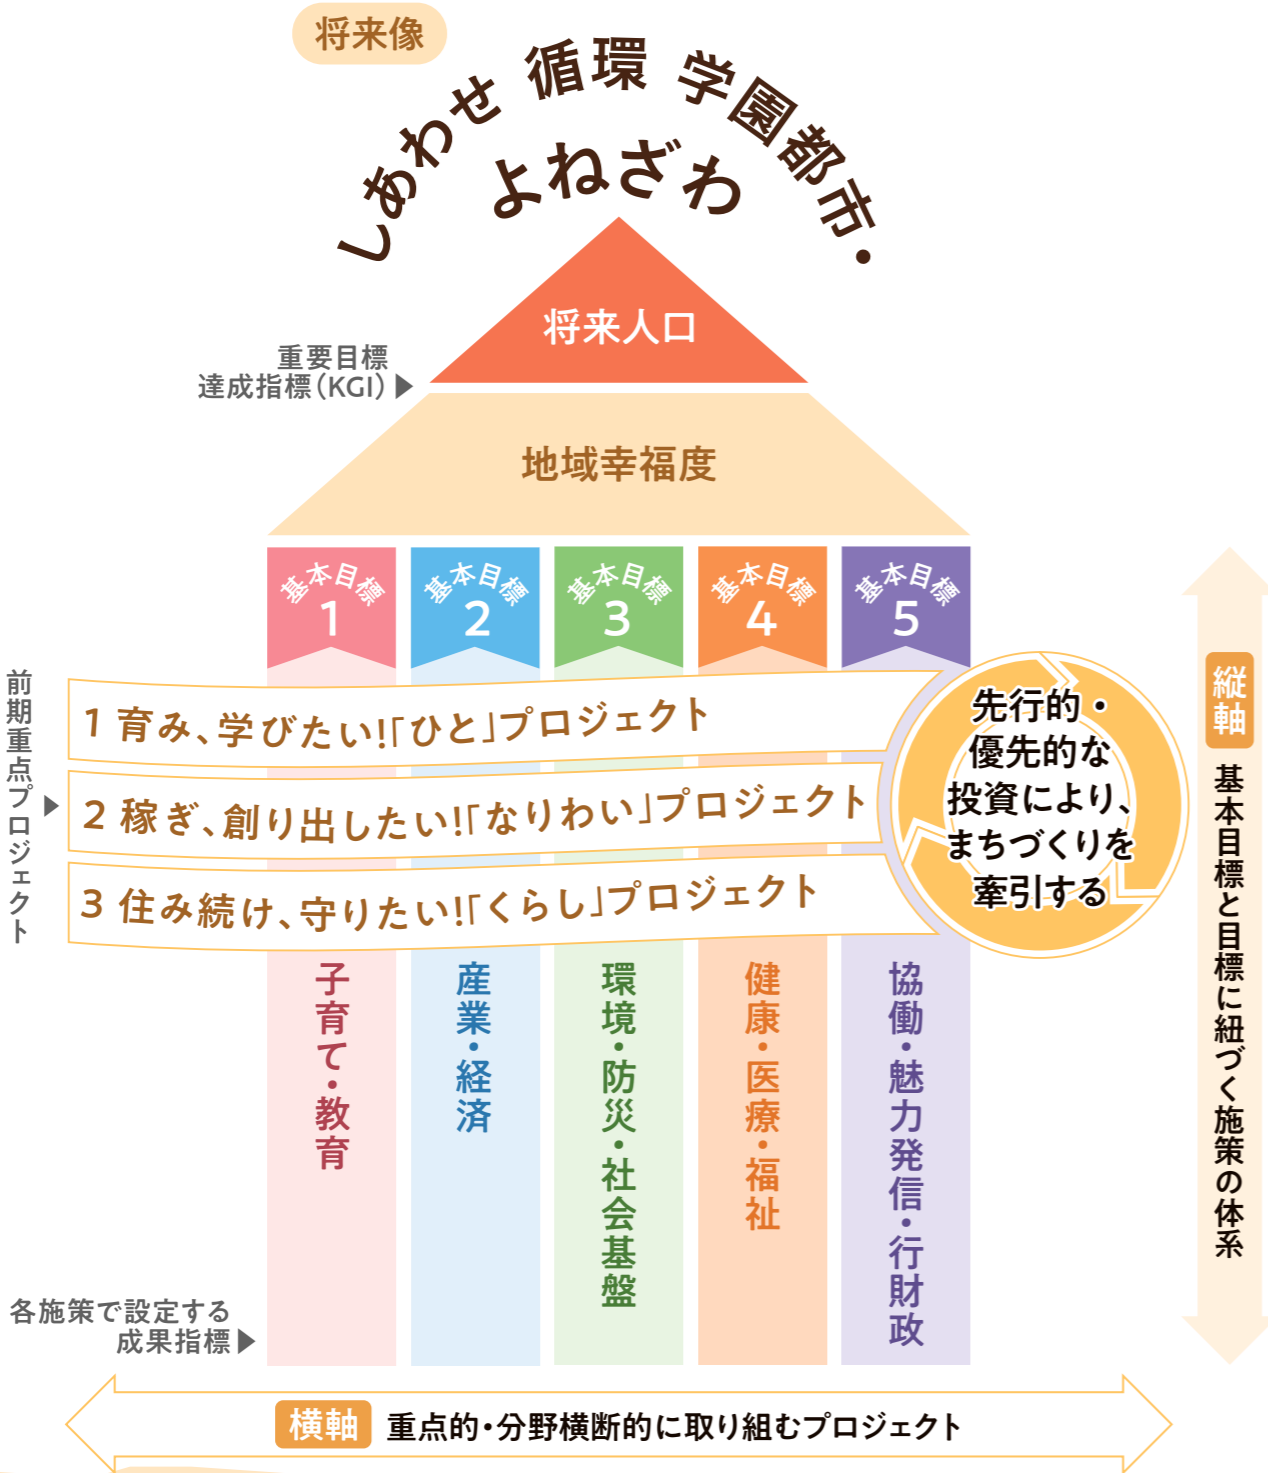 将来像
しあわせ 循環 学園都市・
よねざわ
将来人口
重要目標
達成指標（KGI）▶
地域幸福度
基本目標
1
基本目標
2
基本目標
3
基本目標
4
基本目標
5
前期重点プロジェクト
1 育み、学びたい!「ひと」プロジェクト
2 稼ぎ、創り出したい!「なりわい」プロジェクト
3 住み続け、守りたい!「くらし」プロジェクト
先行的・
優先的な
投資により、
まちづくりを
牽引する
子育て・教育
産業・経済
環境・防災・社会基盤
健康・医療・福祉
協働・魅力発信・行財政
縦軸
基本目標と目標に紐づく施策の体系
各施策で設定する
成果指標▶
横軸 重点的・分野横断的に取り組むプロジェクト